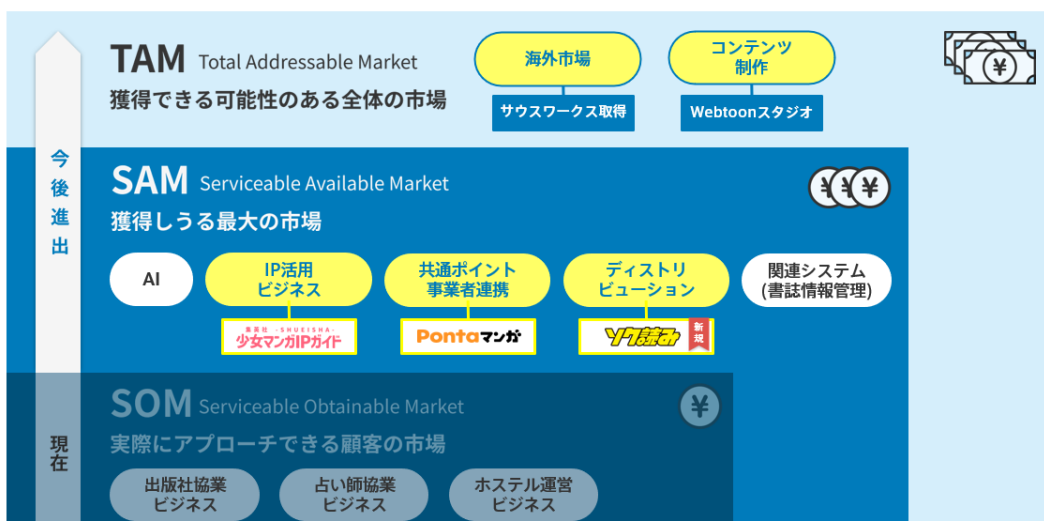 TAM Total Addressable Market
獲得できる可能性のある全体の市場
海外市場
サウスワークス取得
コンテンツ
制作
Webtoonスタジオ
¥
今後進出
SAM Serviceable Available Market
獲得しうる最大の市場
¥¥¥
AI
IP活用
ビジネス
集英社 -SHUEISHA-
少女マンガIPガイド
共通ポイント
事業者連携
Pontaマンガ
ディストリ
ビューション
ソク読み
新規
関連システム
(書誌情報管理)
現在
SOM Serviceable Obtainable Market
実際にアプローチできる顧客の市場
¥
出版社協業
ビジネス
占い師協業
ビジネス
ホステル運営
ビジネス